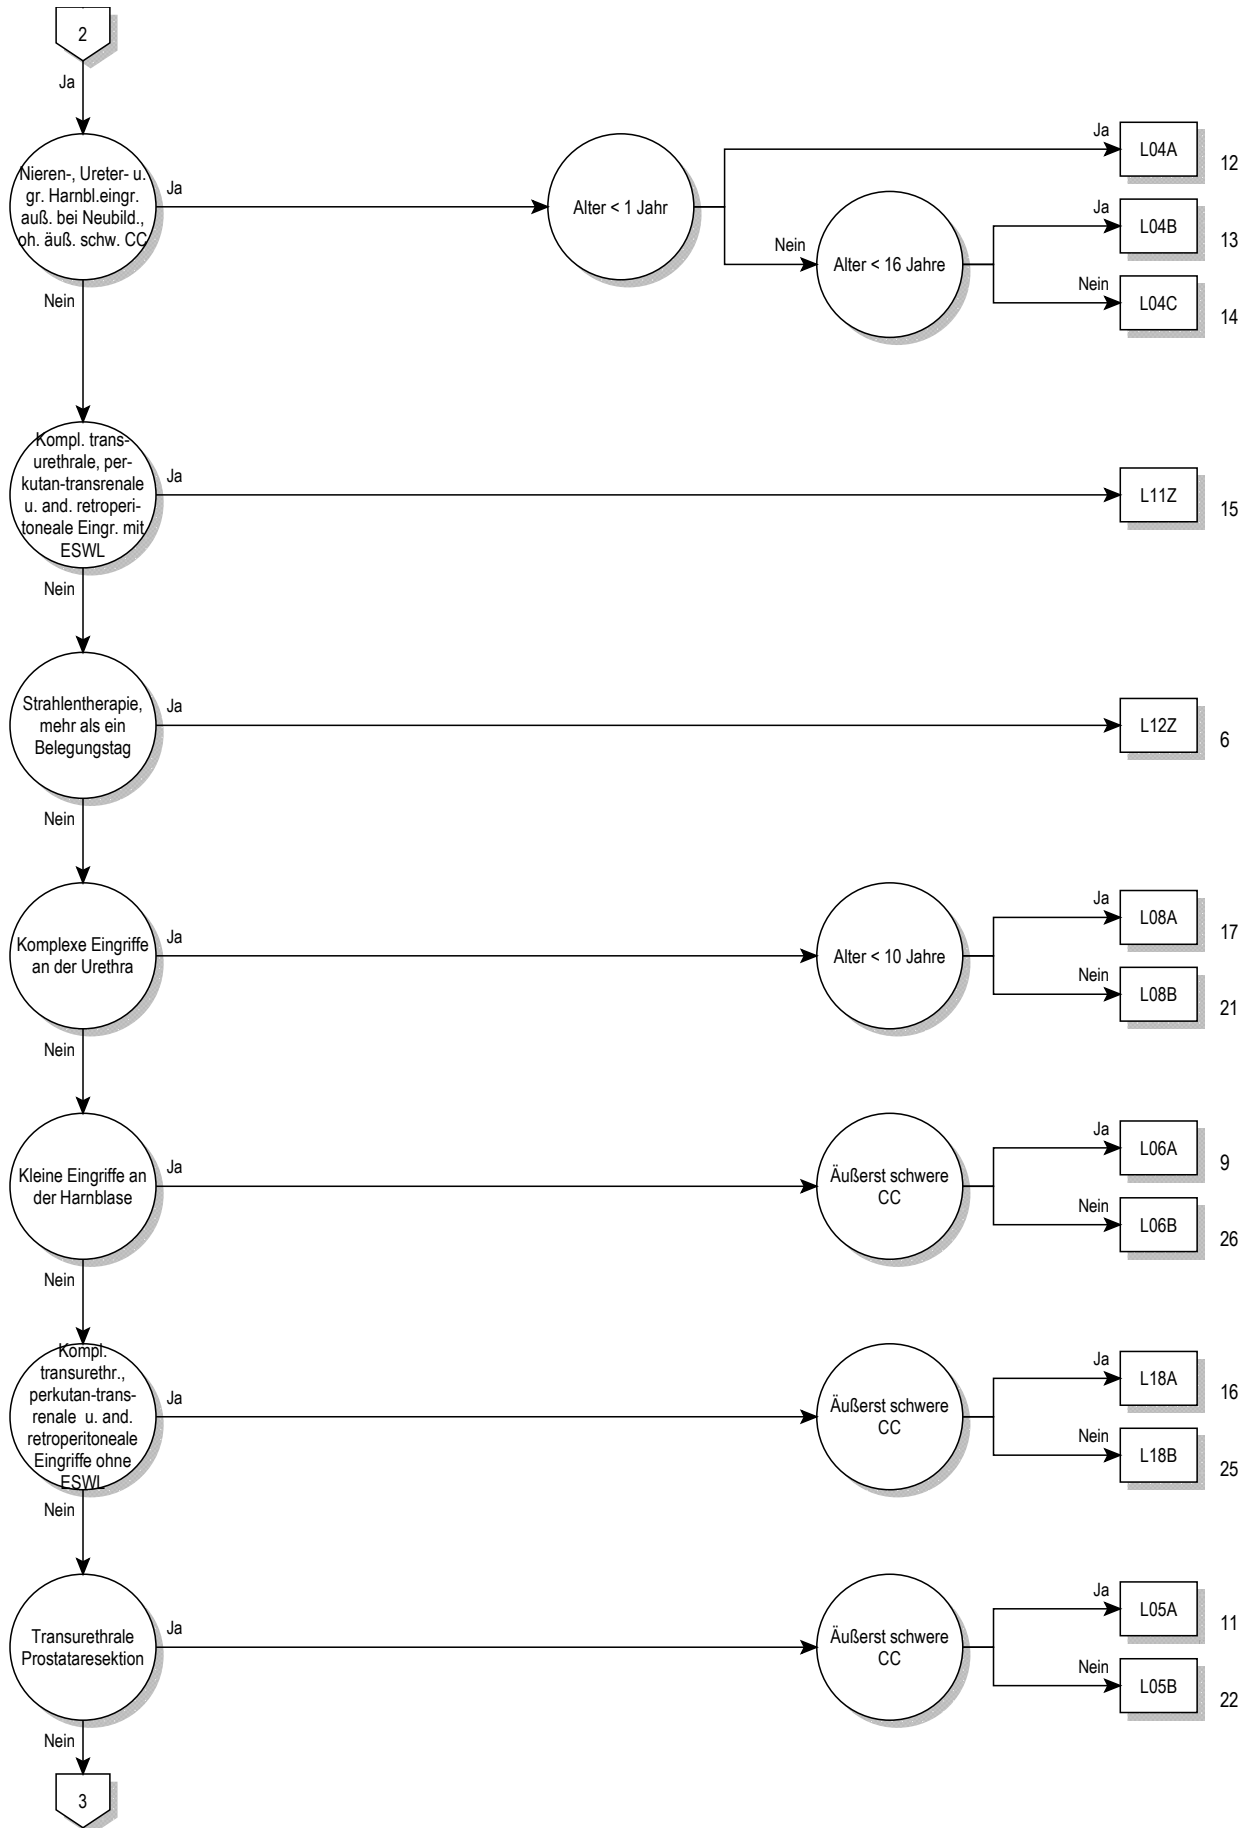 2
Ja
Nieren-, Ureter- u.
gr. Harnbl.eingr.
auß. bei Neubild.,
oh. äuß. schw. CC
Ja
Alter < 1 Jahr
Ja
L04A
12
Nein
Alter < 16 Jahre
Ja
L04B
13
Nein
L04C
14
Nein
Kompl. trans-
urethrale, per-
kutan-transrenale
u. and. retroperi-
toneale Eingr. mit
ESWL
Ja
L11Z
15
Nein
Strahlentherapie,
mehr als ein
Belegungstag
Ja
L12Z
6
Nein
Komplexe Eingriffe
an der Urethra
Ja
Alter < 10 Jahre
Ja
L08A
17
Nein
L08B
21
Nein
Kleine Eingriffe an
der Harnblase
Ja
Äußerst schwere
CC
Ja
L06A
9
Nein
L06B
26
Nein
Kompl.
transurethr.,
perkutan-trans-
renale u. and.
retroperitoneale
Eingriffe ohne
ESWL
Ja
Äußerst schwere
CC
Ja
L18A
16
Nein
L18B
25
Nein
Transurethrale
Prostataresektion
Ja
Äußerst schwere
CC
Ja
L05A
11
Nein
L05B
22
Nein
3